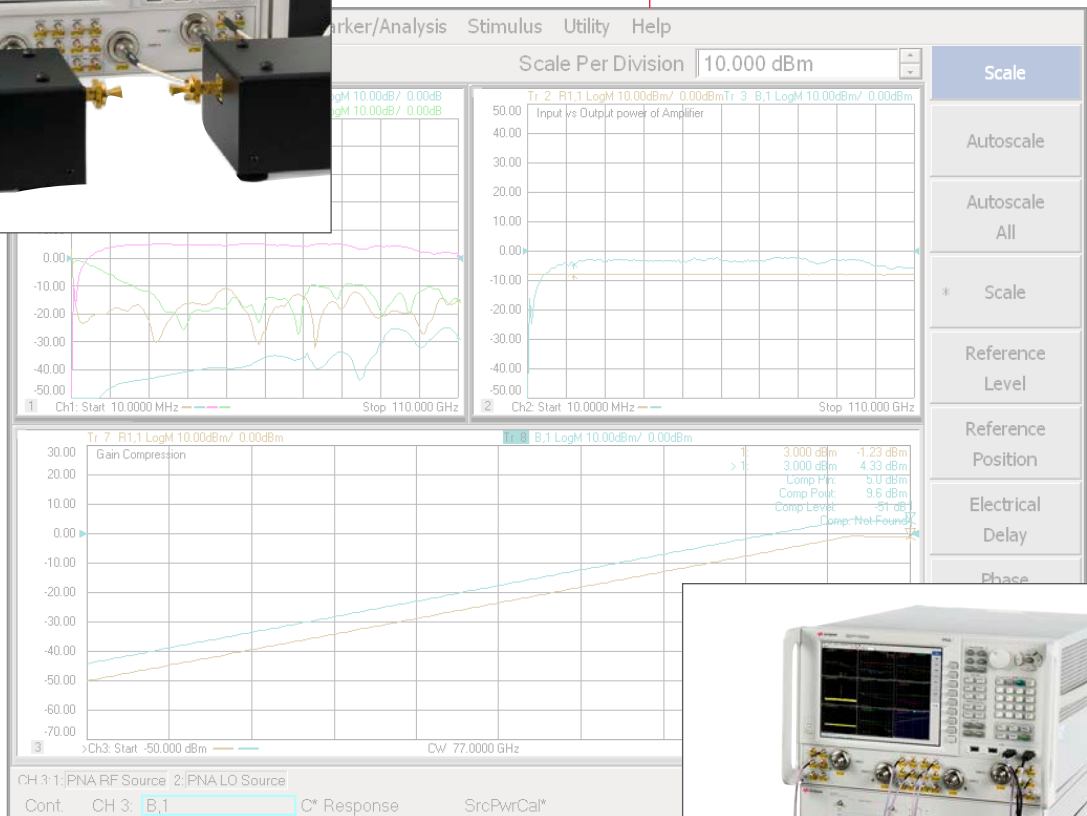 rker/Analysis Stimulus Utility Help
Scale Per Division 10.000 dBm
Scale
Autoscale
Autoscale
All
* Scale
Reference
Level
Reference
Position
Electrical
Delay
Phase
ogM 10.00dB/ 0.00dB
ogM 10.00dB/ 0.00dB
0.00
-10.00
-20.00
-30.00
-40.00
-50.00
1 Ch1: Start 10.0000 MHz Stop 110.000 GHz
Tr 2 R1,1 LogM 10.00dBm/ 0.00dBm Tr 3 B,1 LogM 10.00dBm/ 0.00dBm
50.00 Input vs Output power of Amplifier
40.00
30.00
20.00
10.00
0.00
-10.00
-20.00
-30.00
-40.00
-50.00
2 Ch2: Start 10.0000 MHz Stop 110.000 GHz
Tr 7 R1,1 LogM 10.00dBm/ 0.00dBm Tr 8 B,1 LogM 10.00dBm/ 0.00dBm
30.00 Gain Compression
20.00
10.00
0.00
-10.00
-20.00
-30.00
-40.00
-50.00
-60.00
-70.00
1: 3.000 dBm -1.23 dBm
> 1: 3.000 dBm 4.33 dBm
Comp Pin: 5.0 dBm
Comp Pout: 9.6 dBm
Comp Level: -51 dB
Comp: Not Found
3 >Ch3: Start -50.000 dBm CW 77.0000 GHz
CH 3: 1: PNA RF Source 2: PNA LO Source
Cont. CH 3: B,1 C* Response SrcPwrCal*